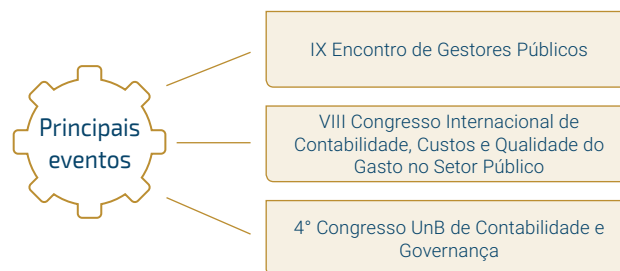 Principais
eventos
IX Encontro de Gestores Públicos
VIII Congresso Internacional de
Contabilidade, Custos e Qualidade do
Gasto no Setor Público
4° Congresso UnB de Contabilidade e
Governança